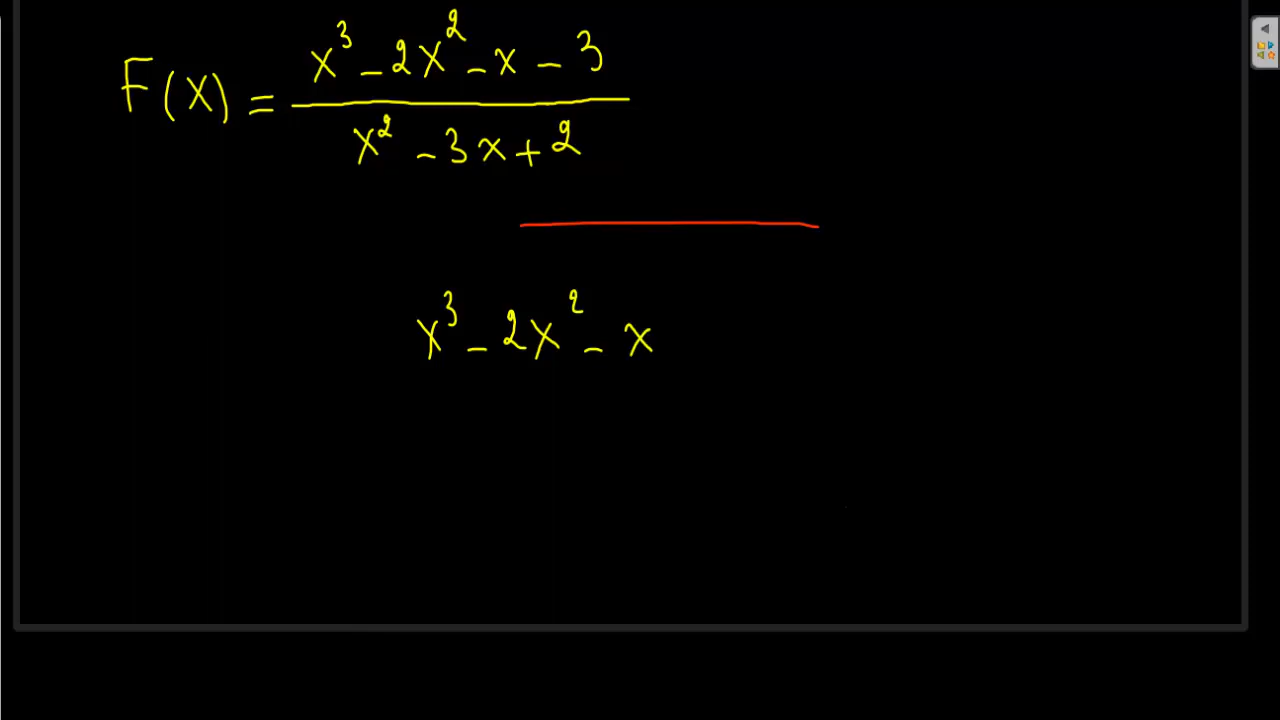 F(x) = (x³ - 2x² - x - 3) / (x² - 3x + 2)
x³ - 2x² - x